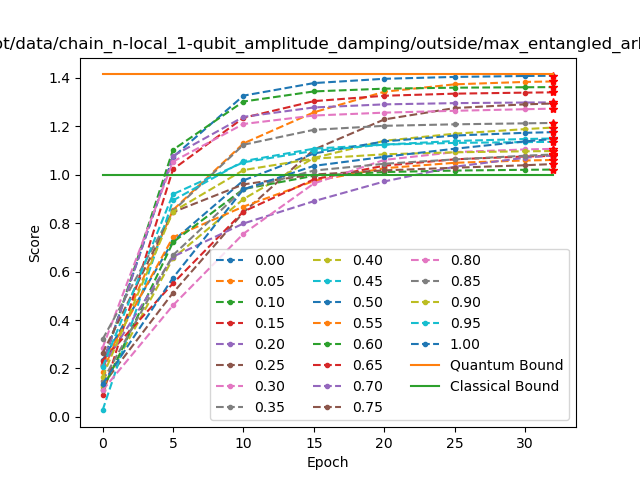 ot/data/chain_n-local_1-qubit_amplitude_damping/outside/max_entangled_ar
1.4
1.2
1.0
0.8
0.6
0.4
0.2
0.0
Score
0 5 10 15 20 25 30
Epoch
0.00 0.40 0.80
0.05 0.45 0.85
0.10 0.50 0.90
0.15 0.55 0.95
0.20 0.60 1.00
0.25 0.65 Quantum Bound
0.30 0.70 Classical Bound
0.35 0.75